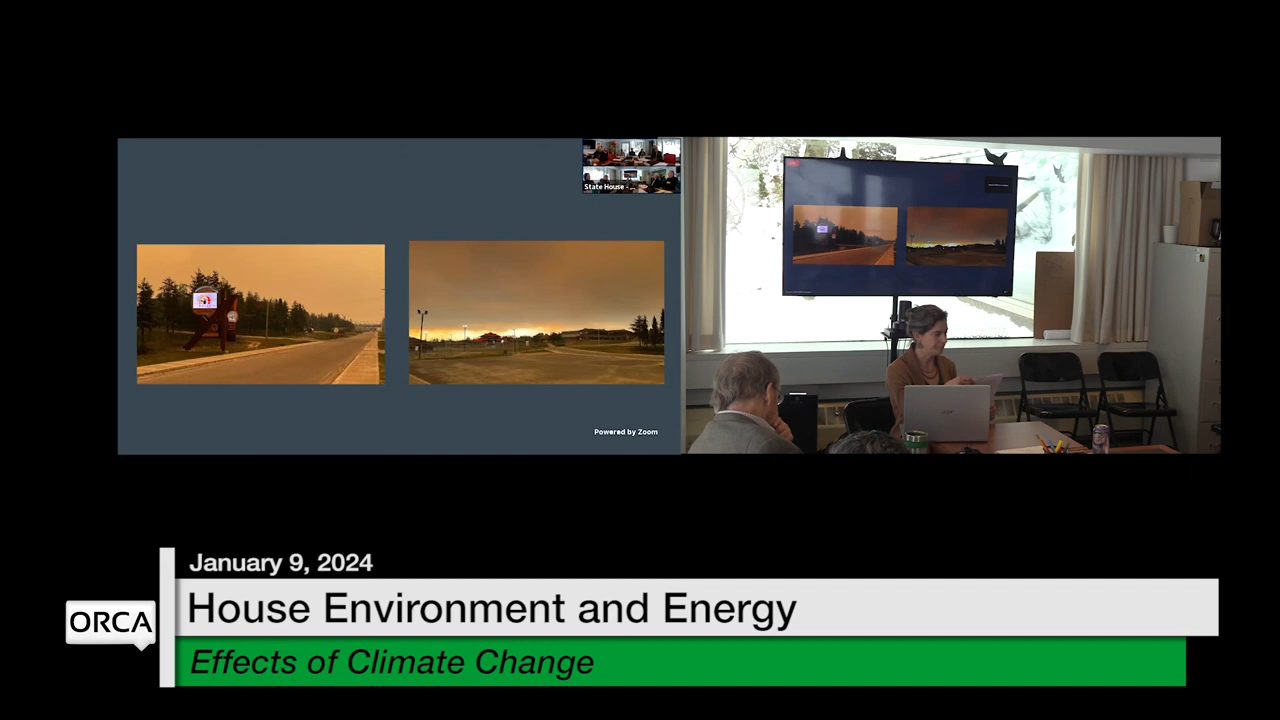 State House - ...
Powered by Zoom
January 9, 2024
House Environment and Energy
ORCA
Effects of Climate Change